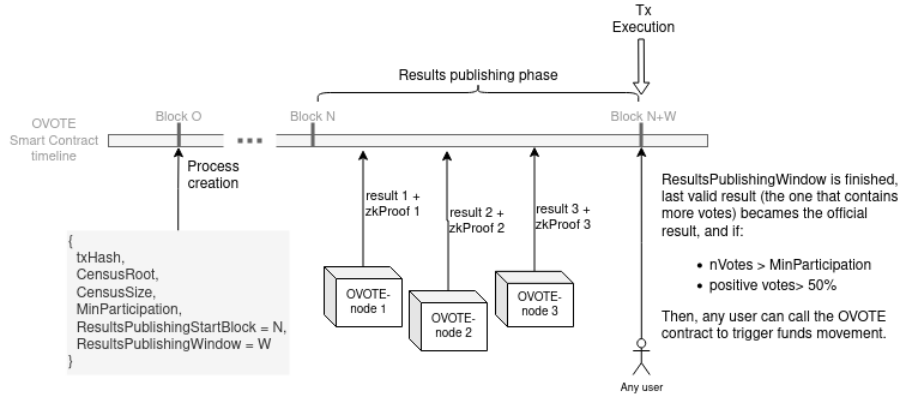 Tx
Execution
Results publishing phase
OVOTE
Smart Contract
timeline
Block O
Block N
Block N+W
Process
creation
{
txHash,
CensusRoot,
CensusSize,
MinParticipation,
ResultsPublishingStartBlock = N,
ResultsPublishingWindow = W
}
result 1 +
zkProof 1
result 2 +
zkProof 2
result 3 +
zkProof 3
OVOTE-
node 1
OVOTE-
node 2
OVOTE-
node 3
ResultsPublishingWindow is finished,
last valid result (the one that contains
more votes) becames the official
result, and if:
• nVotes > MinParticipation
• positive votes> 50%
Then, any user can call the OVOTE
contract to trigger funds movement.
Any user